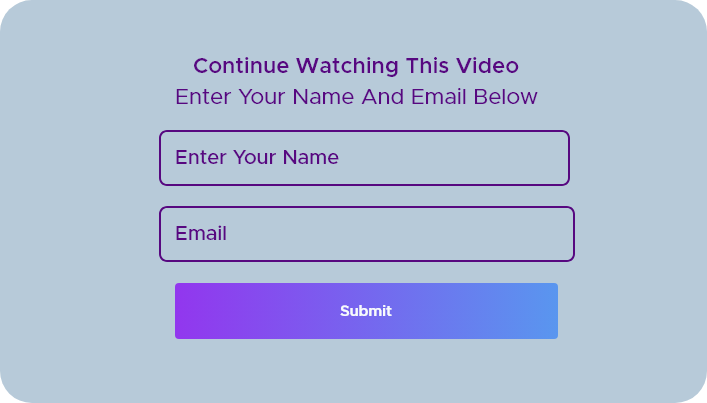 Continue Watching This Video
Enter Your Name And Email Below
Enter Your Name
Email
Submit